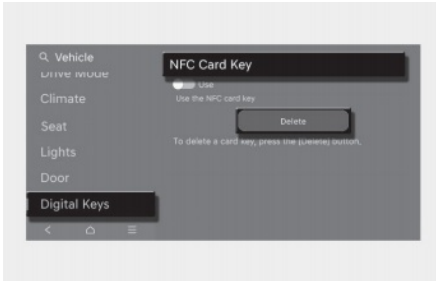 Vehicle
Drive Mode
Climate
Seat
Lights
Door
Digital Keys
NFC Card Key
Use
Use the NFC card key
Delete
To delete a card key, press the [Delete] button.